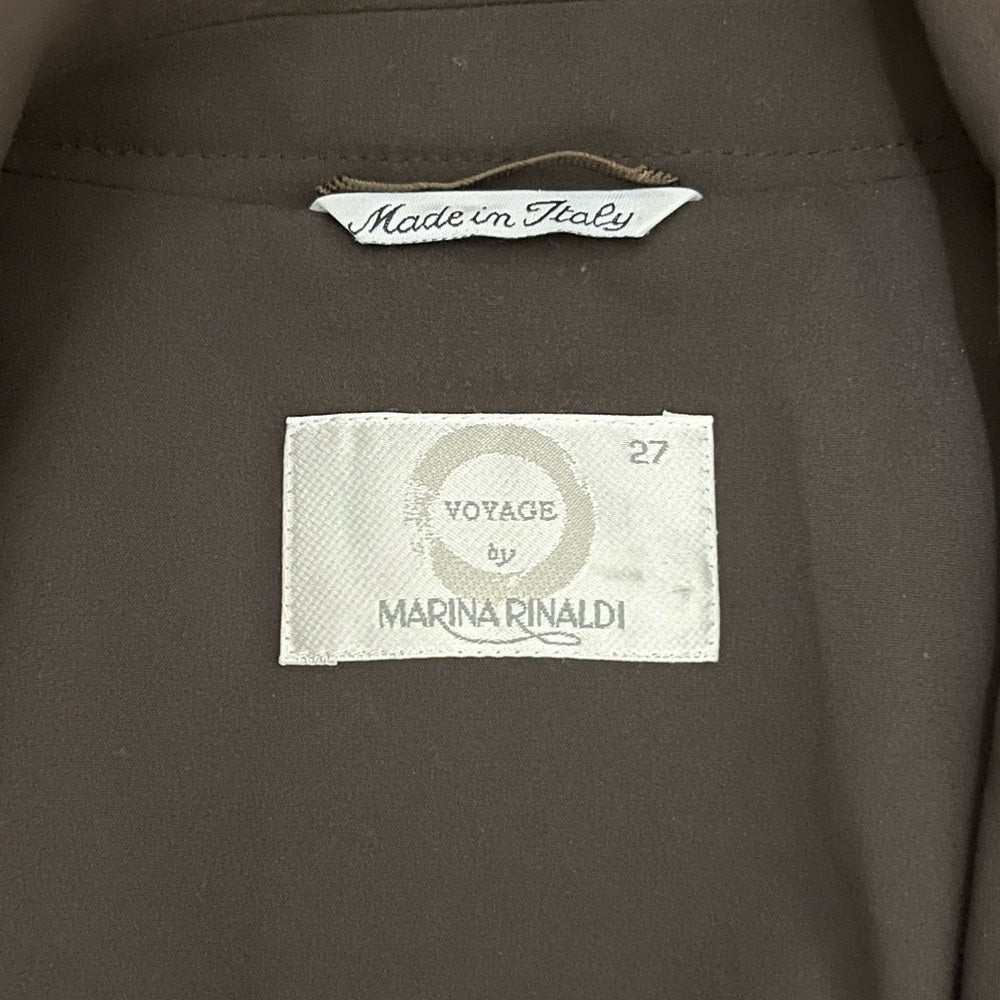 Made in Italy
27
VOYAGE
by
MARINA RINALDI